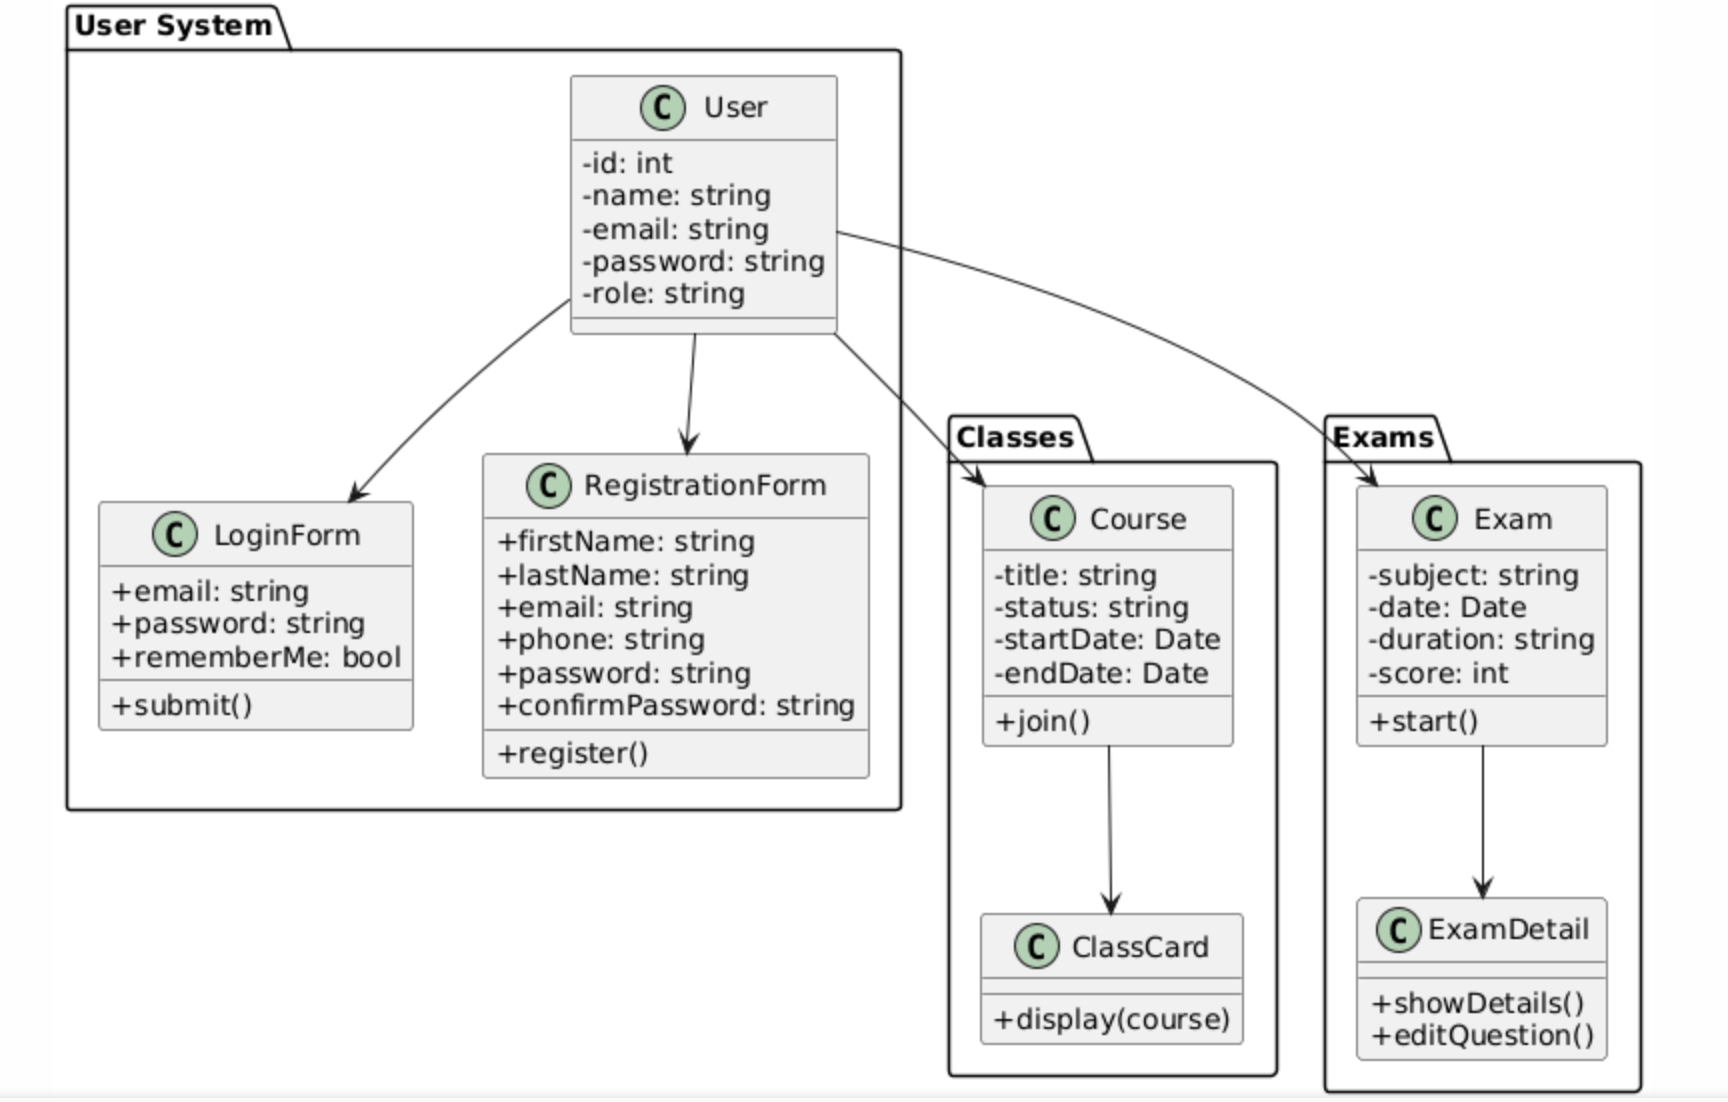 User System
C User
-id: int
-name: string
-email: string
-password: string
-role: string
C LoginForm
+email: string
+password: string
+rememberMe: bool
+submit()
C RegistrationForm
+firstName: string
+lastName: string
+email: string
+phone: string
+password: string
+confirmPassword: string
+register()
Classes
C Course
-title: string
-status: string
-startDate: Date
-endDate: Date
+join()
C ClassCard
+display(course)
Exams
C Exam
-subject: string
-date: Date
-duration: string
-score: int
+start()
C ExamDetail
+showDetails()
+editQuestion()